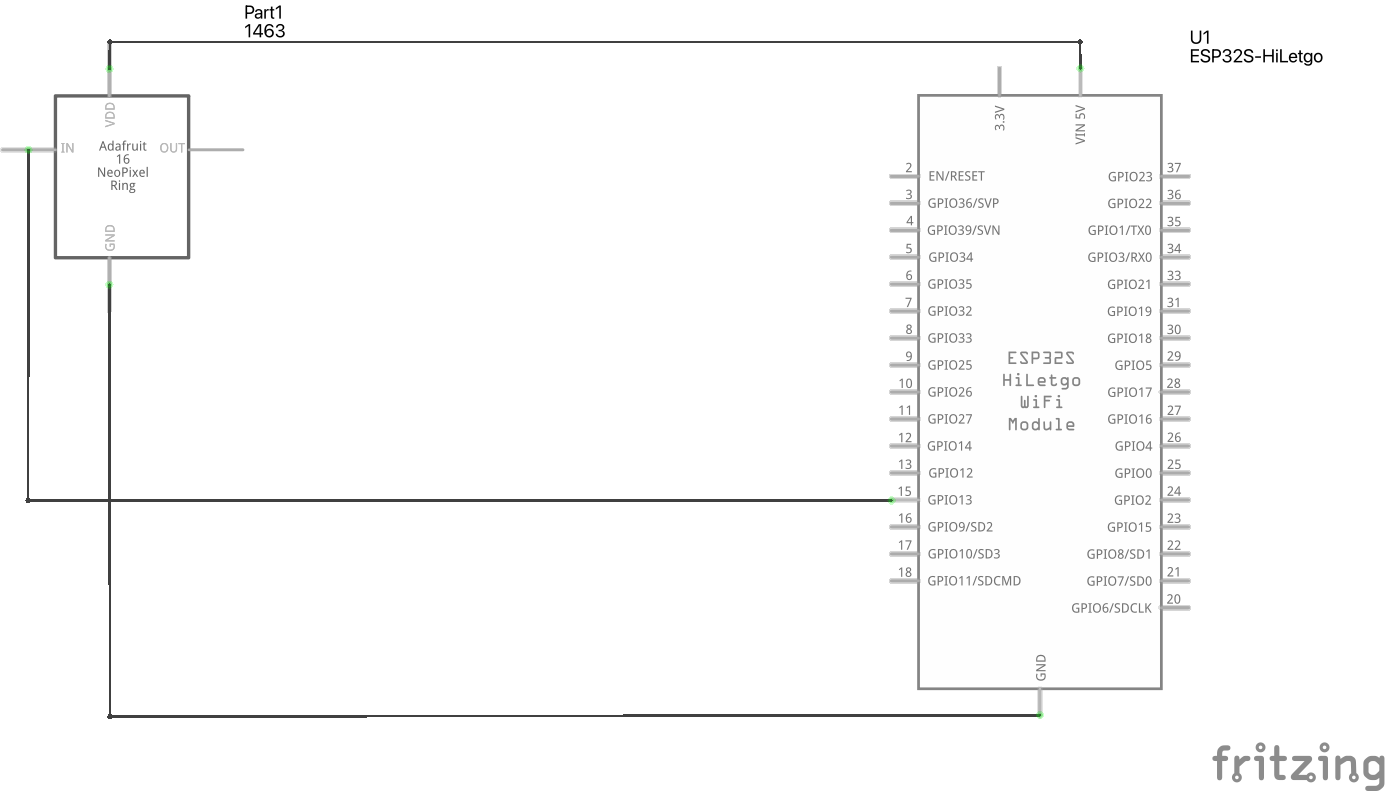 Part1
1463
U1
ESP32S-HiLetgo
VDD
IN
Adafruit
16
NeoPixel
Ring
OUT
GND
3.3V
VIN 5V
2 EN/RESET
3 GPIO36/SVP
4 GPIO39/SVN
5 GPIO34
6 GPIO35
7 GPIO32
8 GPIO33
9 GPIO25
10 GPIO26
11 GPIO27
12 GPIO14
13 GPIO12
15 GPIO13
16 GPIO9/SD2
17 GPIO10/SD3
18 GPIO11/SDCMD
ESP32S
HiLetgo
WiFi
Module
GPIO23 37
GPIO22 36
GPIO1/TX0 35
GPIO3/RX0 34
GPIO21 33
GPIO19 31
GPIO18 30
GPIO5 29
GPIO17 28
GPIO16 27
GPIO4 26
GPIO0 25
GPIO2 24
GPIO15 23
GPIO8/SD1 22
GPIO7/SD0 21
GPIO6/SDCLK 20
GND
fritzing